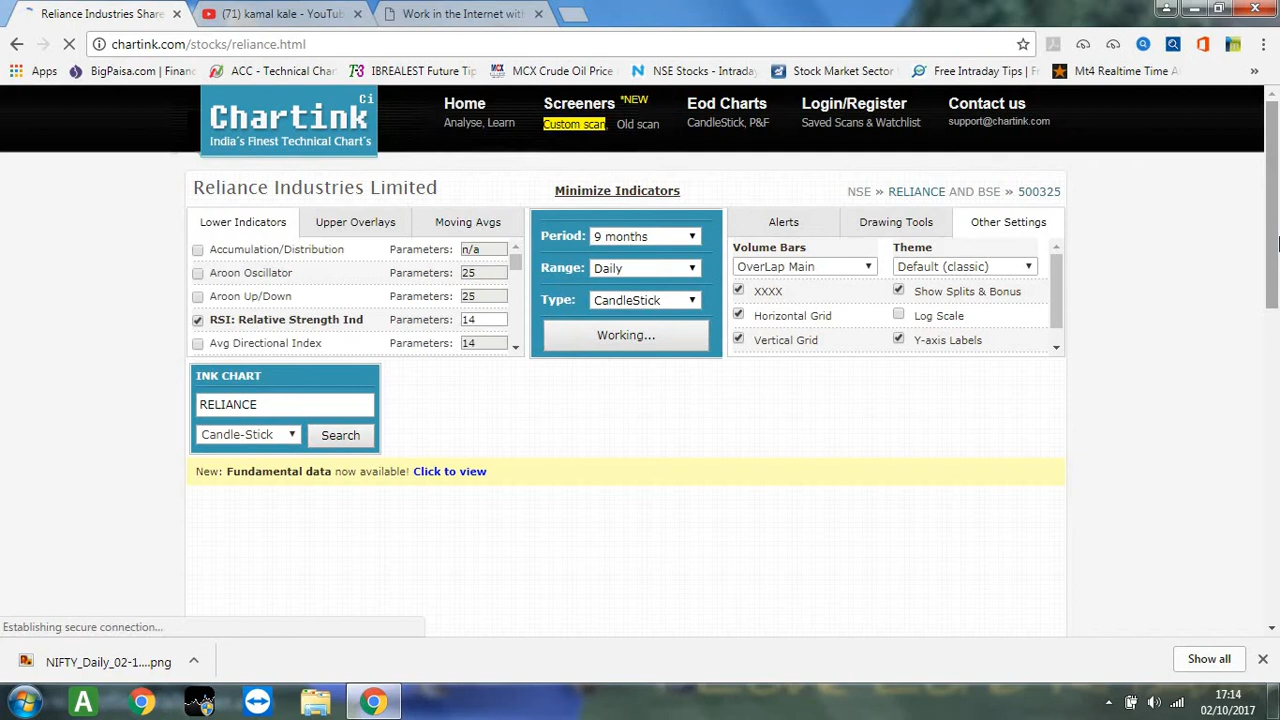 Reliance Industries Share
(71) kamal kale - YouTub
Work in the Internet with
chartink.com/stocks/reliance.html
Apps
BigPaisa.com | Financ
ACC - Technical Char
BREALEST Future Tip
MCX Crude Oil Price
NSE Stocks - Intraday
Stock Market Sector
Free Intraday Tips | F
Mt4 Realtime Time A
»
Chartink Ci
India's Finest Technical Chart's
Home
Analyse, Learn
Screeners *NEW
Custom scan, Old scan
Eod Charts
CandleStick, P&F
Login/Register
Saved Scans & Watchlist
Contact us
support@chartink.com
Reliance Industries Limited
Minimize Indicators
NSE » RELIANCE AND BSE » 500325
Lower Indicators
Upper Overlays
Moving Avgs
Accumulation/Distribution Parameters: n/a
Aroon Oscillator Parameters: 25
Aroon Up/Down Parameters: 25
RSI: Relative Strength Ind Parameters: 14
Avg Directional Index Parameters: 14
Period: 9 months
Range: Daily
Type: CandleStick
Working...
Alerts
Drawing Tools
Other Settings
Volume Bars
Theme
OverLap Main
Default (classic)
XXXX
Show Splits & Bonus
Horizontal Grid
Log Scale
Vertical Grid
Y-axis Labels
INK CHART
RELIANCE
Candle-Stick
Search
New: Fundamental data now available! Click to view
Establishing secure connection...
NIFTY_Daily_02-1....png
Show all
17:14
02/10/2017